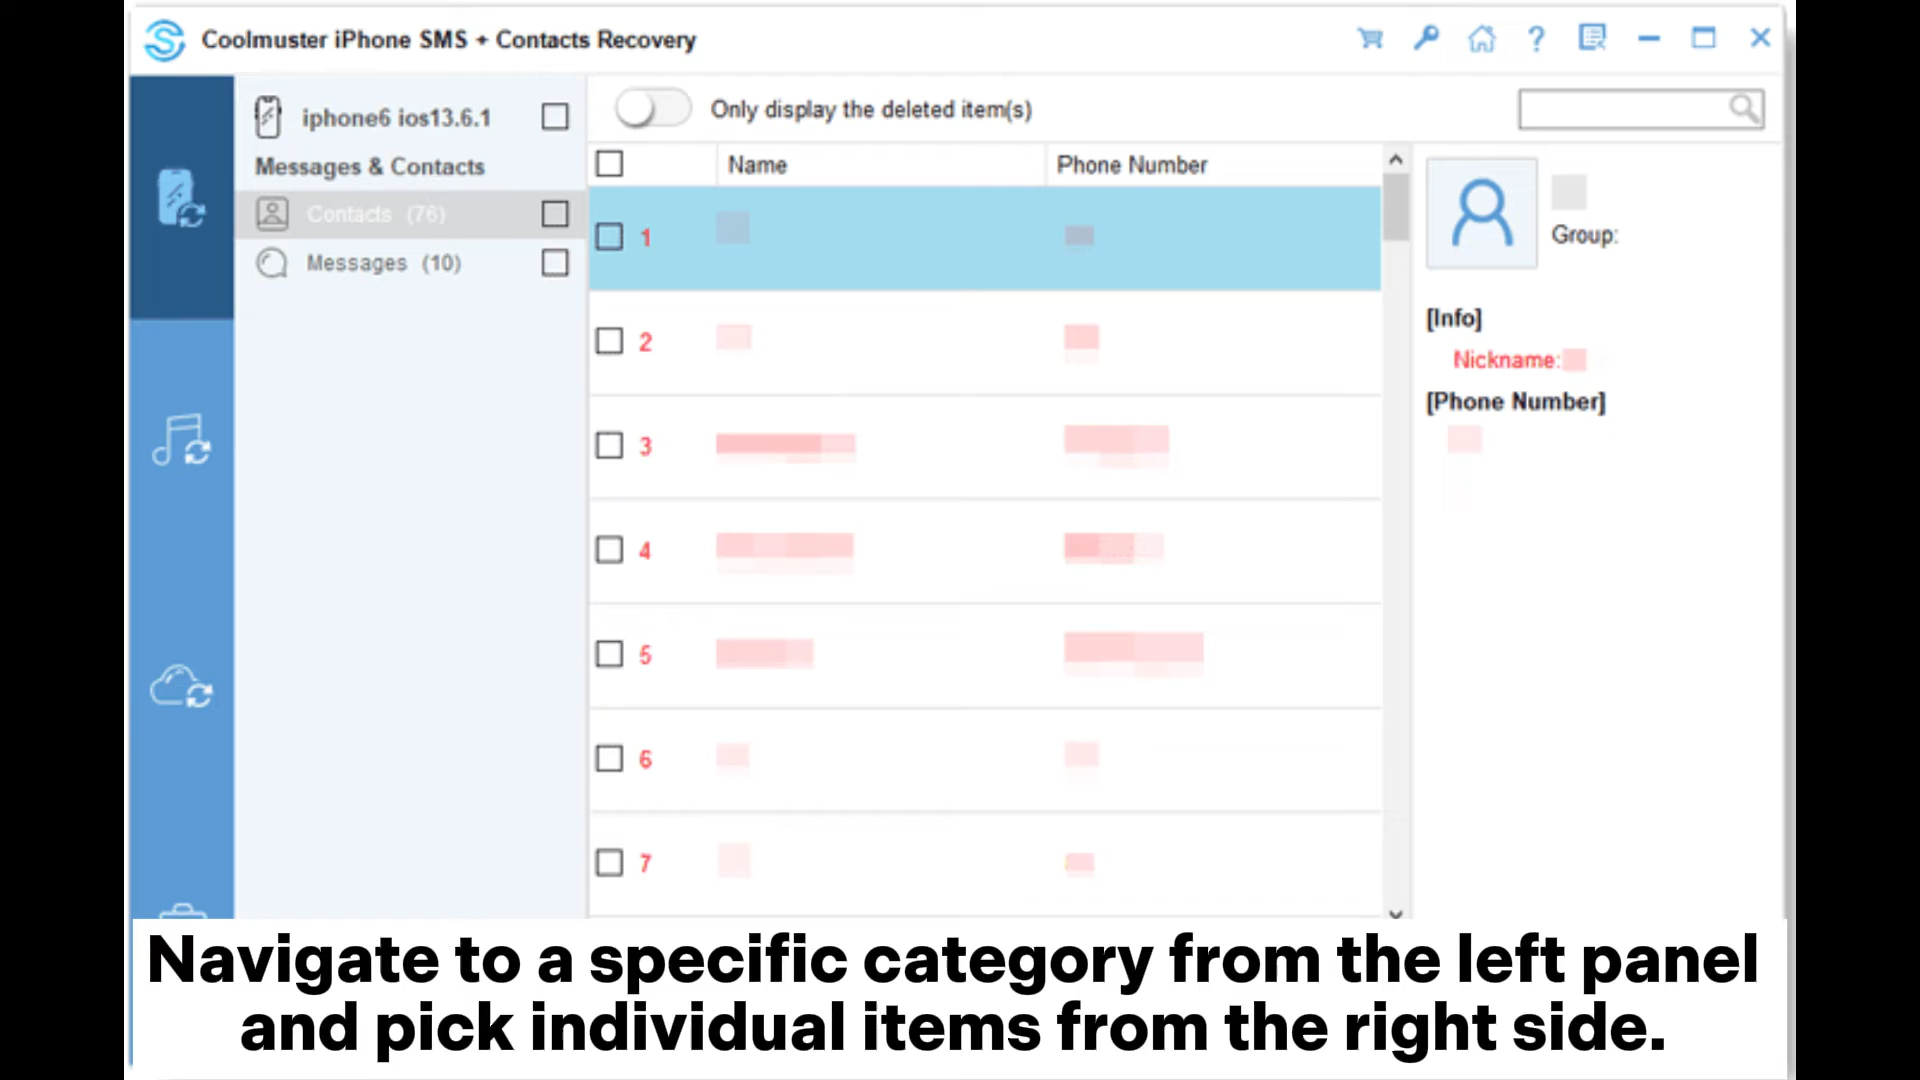 Coolmuster iPhone SMS + Contacts Recovery
iphone6 ios13.6.1
Messages & Contacts
Contacts (76)
Messages (10)
Only display the deleted item(s)
Name Phone Number
1
2
3
4
5
6
7
Group:
[Info]
Nickname:
[Phone Number]
Navigate to a specific category from the left panel
and pick individual items from the right side.